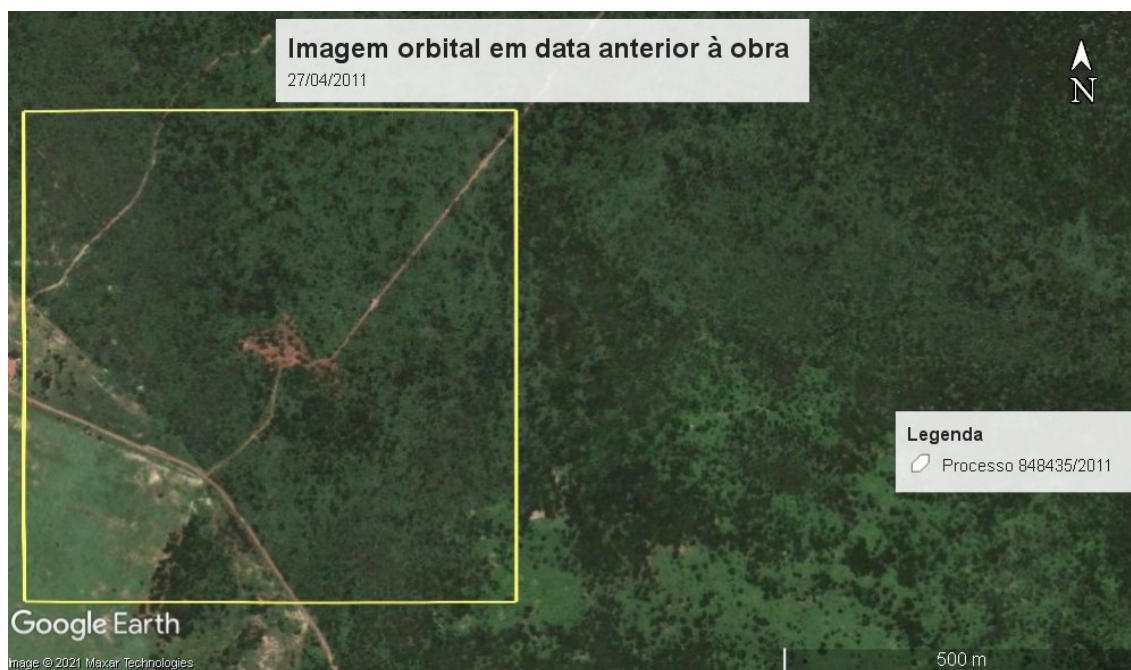 Imagem orbital em data anterior à obra
27/04/2011
N
Legenda
Processo 848435/2011
Google Earth
Image © 2021 Maxar Technologies
500 m